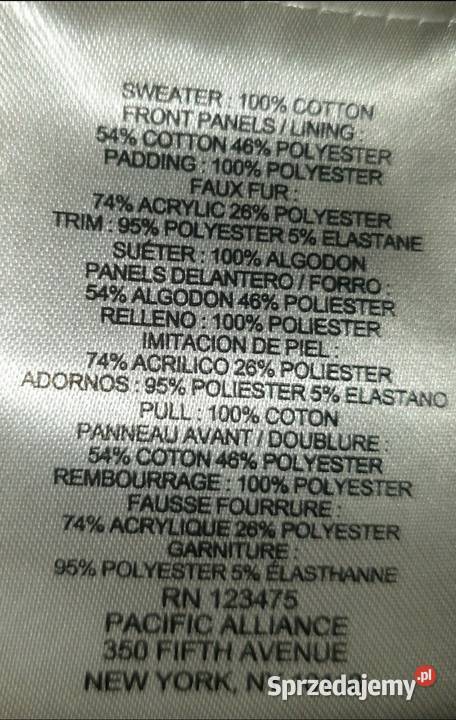 SWEATER : 100% COTTON
FRONT PANELS / LINING :
54% COTTON 46% POLYESTER
PADDING : 100% POLYESTER
FAUX FUR :
74% ACRYLIC 26% POLYESTER
TRIM : 95% POLYESTER 5% ELASTANE
SUÉTER : 100% ALGODON
PANELS DELANTERO / FORRO :
54% ALGODON 46% POLIESTER
RELLENO : 100% POLIESTER
IMITACION DE PIEL :
74% ACRILICO 26% POLIESTER
ADORNOS : 95% POLIESTER 5% ELASTANO
PULL : 100% COTON
PANNEAU AVANT / DOUBLURE :
54% COTON 46% POLYESTER
REMBOURRAGE : 100% POLYESTER
FAUSSE FOURRURE :
74% ACRYLIQUE 26% POLYESTER
GARNITURE :
95% POLYESTER 5% ÉLASTHANNE
RN 123475
PACIFIC ALLIANCE
350 FIFTH AVENUE
NEW YORK,
Sprzedajemy.pl